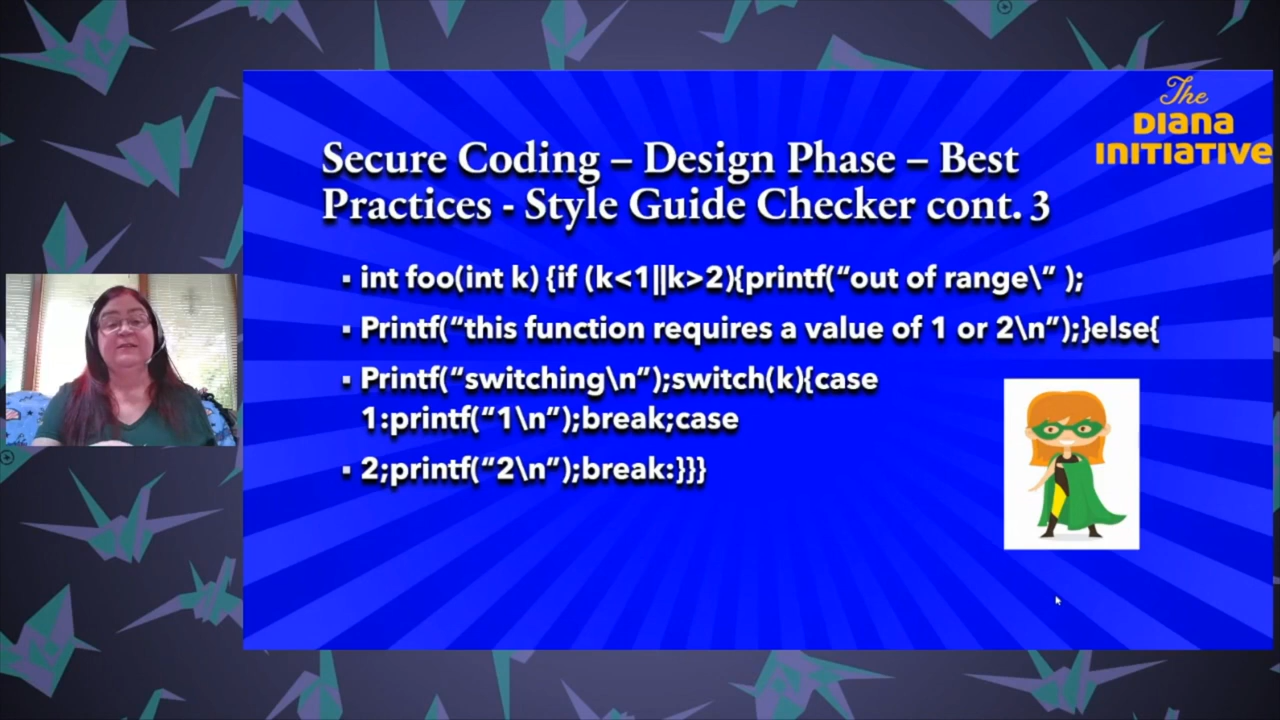 The
DIANA
INITIATIVE
Secure Coding – Design Phase – Best
Practices - Style Guide Checker cont. 3
▪ int foo(int k) {if (k<1||k>2){printf(“out of range\” );
▪ Printf(“this function requires a value of 1 or 2\n”);}else{
▪ Printf(“switching\n”);switch(k){case
1:printf(“1\n”);break;case
▪ 2;printf(“2\n”);break:}}}